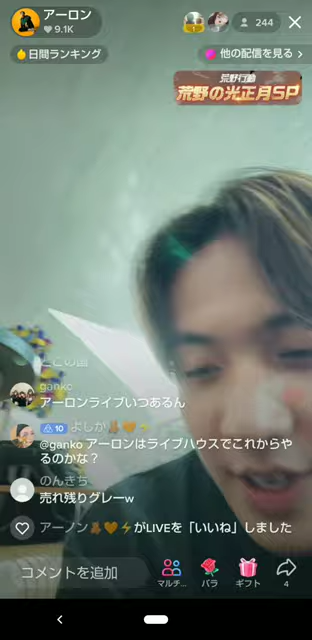 アーロン
9.1K
1
244
日間ランキング
他の配信を見る >
荒野行動
荒野の光正月SP
ganko
アーロンライブいつあるん
10 よしか
@ganko アーロンはライブハウスでこれからや
るのかな？
のんきち
売れ残りグレーw
アーノンがLIVEを「いいね」しました
コメントを追加
マルチ...
バラ
ギフト
4